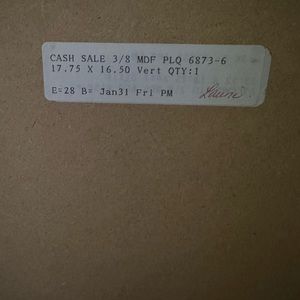 CASH SALE 3/8 MDF PLQ 6873-6
17.75 X 16.50 Vert QTY:1
E=28 B= Jan31 Fri PM